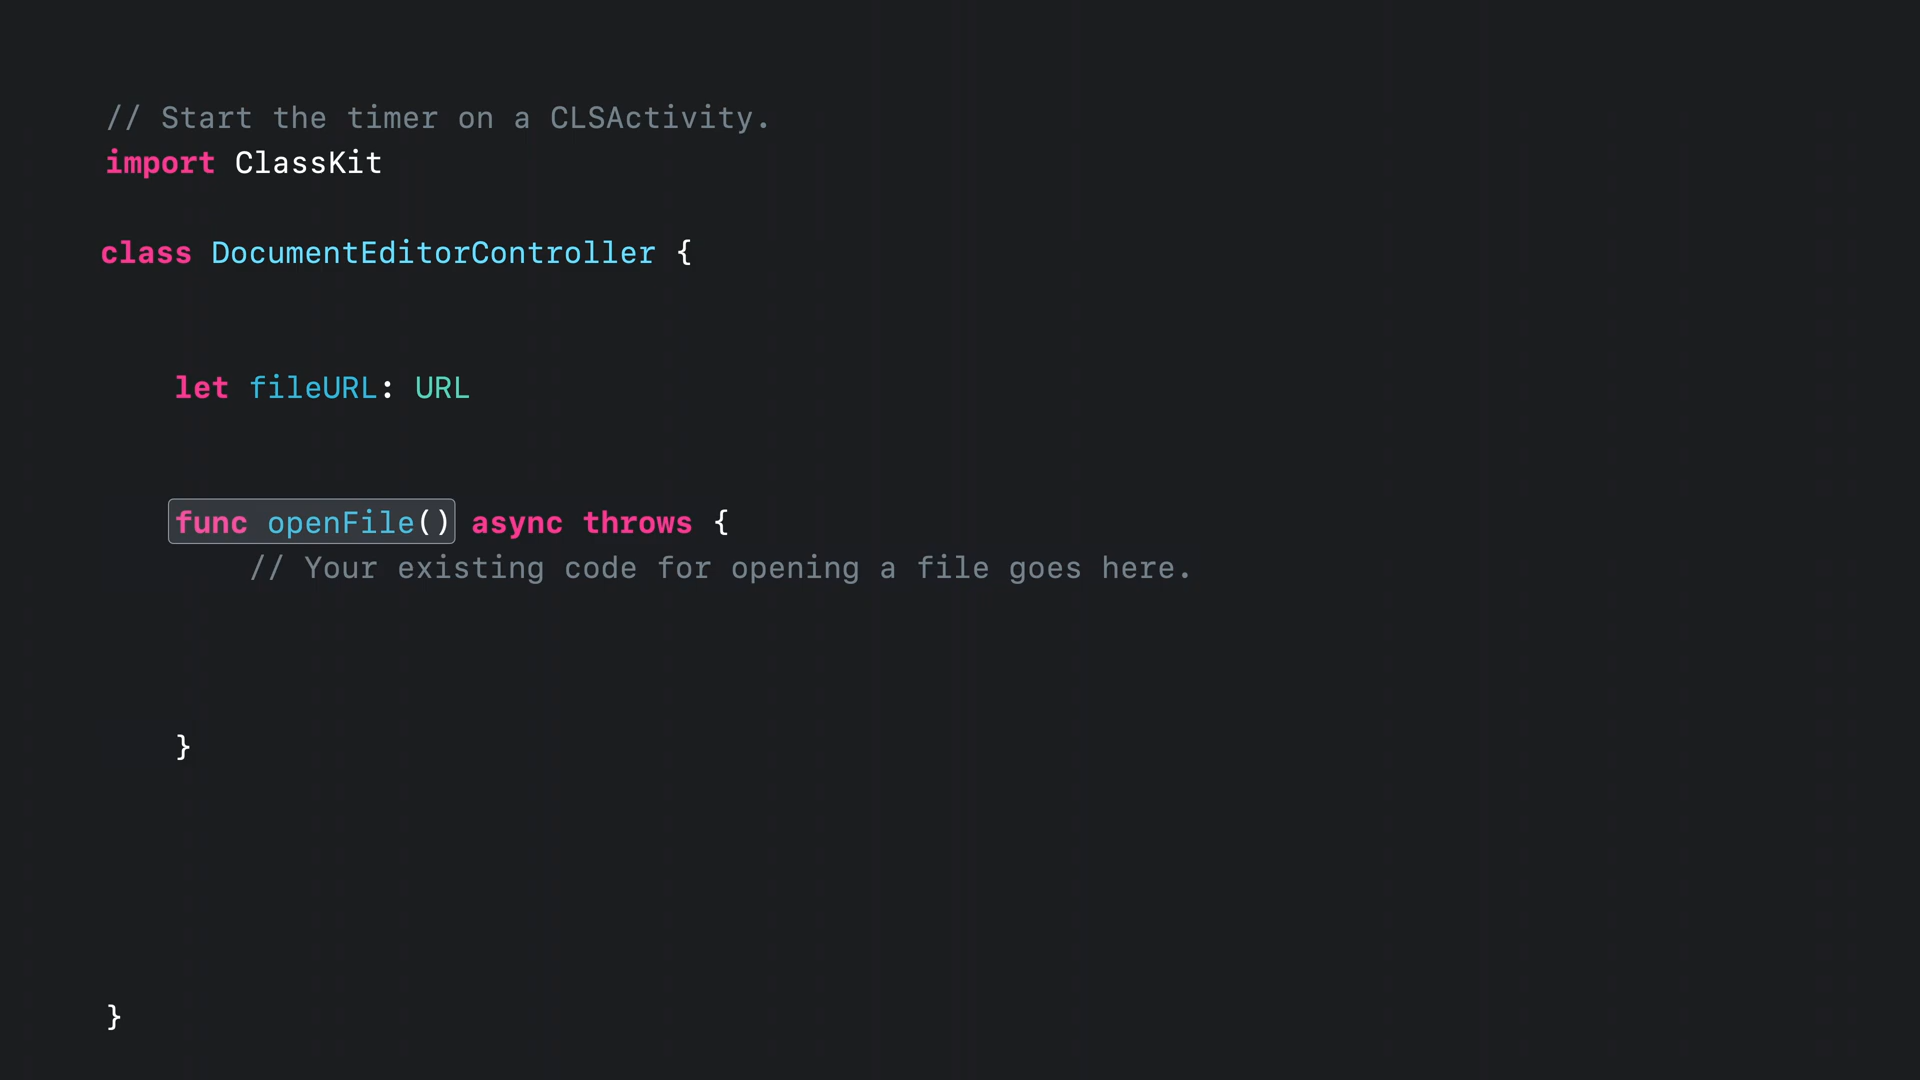 // Start the timer on a CLSActivity.
import ClassKit
class DocumentEditorController {
let fileURL: URL
func openFile() async throws {
// Your existing code for opening a file goes here.
}
}